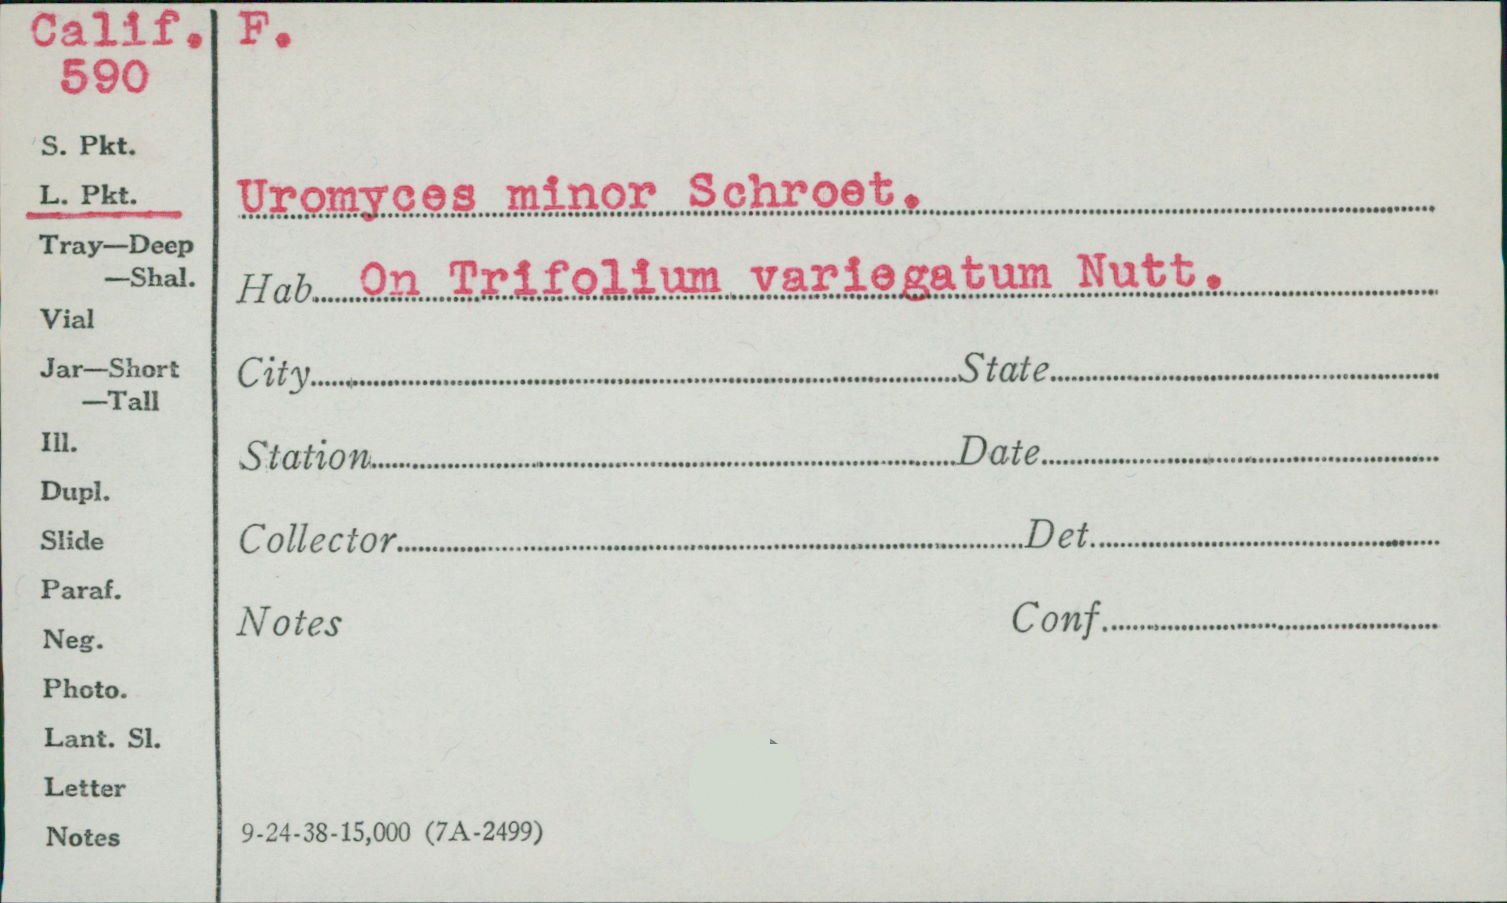 Calif. F.
590
S. Pkt.
L. Pkt.
Uromyces minor Schroet.
Tray—Deep
—Shal.
Hab. On Trifolium variegatum Nutt.
Vial
Jar—Short
—Tall
City State
Ill.
Station Date
Dupl.
Slide
Collector Det.
Paraf.
Neg.
Notes Conf.
Photo.
Lant. Sl.
Letter
Notes
9-24-38-15,000 (7A-2499)